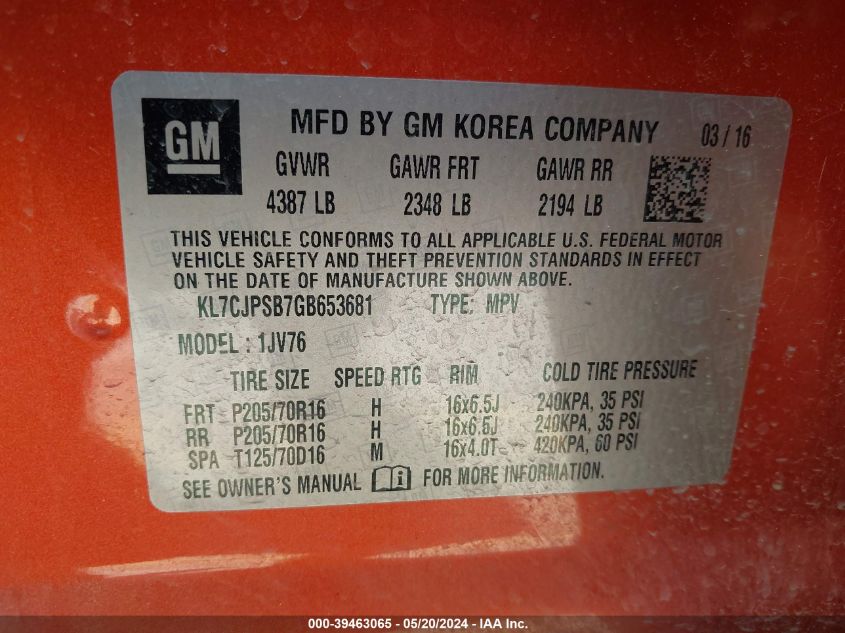 GM
MFD BY GM KOREA COMPANY 03 / 16
GVWR GAWR FRT GAWR RR
4387 LB 2348 LB 2194 LB
THIS VEHICLE CONFORMS TO ALL APPLICABLE U.S. FEDERAL MOTOR
VEHICLE SAFETY AND THEFT PREVENTION STANDARDS IN EFFECT
ON THE DATE OF MANUFACTURE SHOWN ABOVE.
KL7CJPSB7GB653681 TYPE: MPV
MODEL : 1JV76
TIRE SIZE SPEED RTG RIM COLD TIRE PRESSURE
FRT P205/70R16 H 16x6.5J 240KPA, 35 PSI
RR P205/70R16 H 16x6.5J 240KPA, 35 PSI
SPA T125/70D16 M 16x4.0T 420KPA, 60 PSI
SEE OWNER'S MANUAL i FOR MORE INFORMATION.
000-39463065 - 05/20/2024 - IAA Inc.